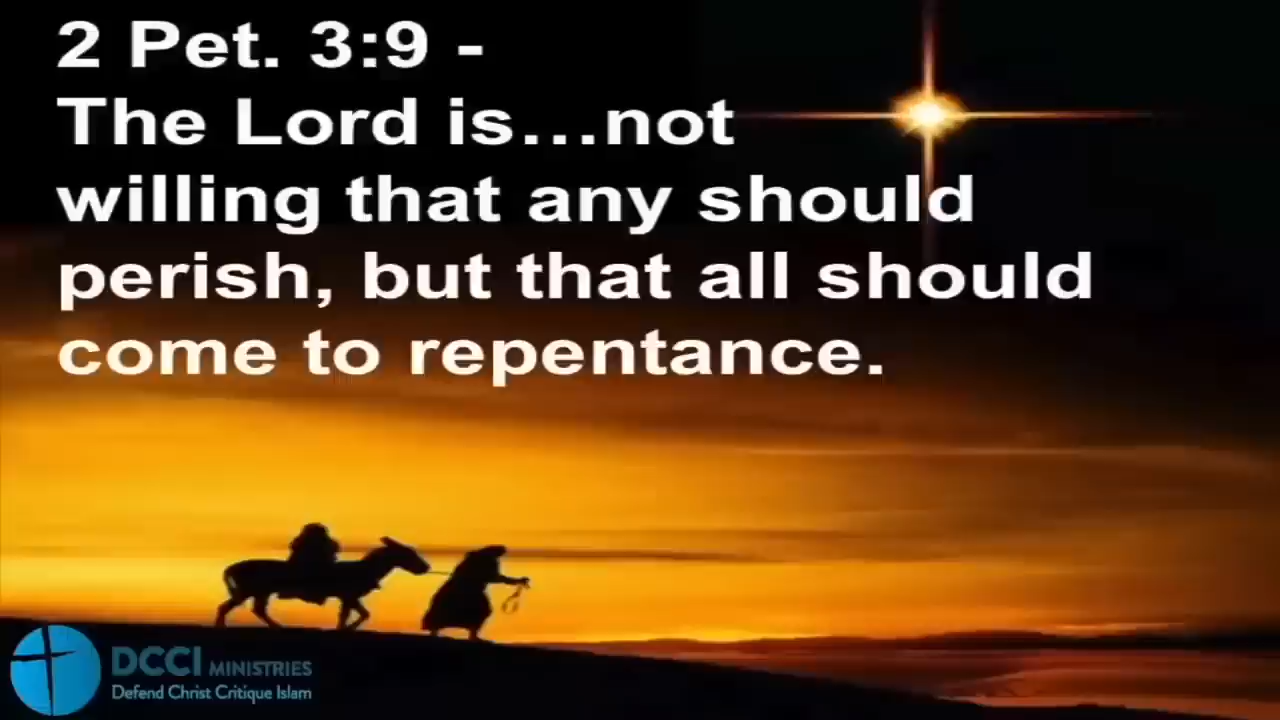 2 Pet. 3:9 -
The Lord is...not
willing that any should
perish, but that all should
come to repentance.
DCCI MINISTRIES
Defend Christ Critique Islam